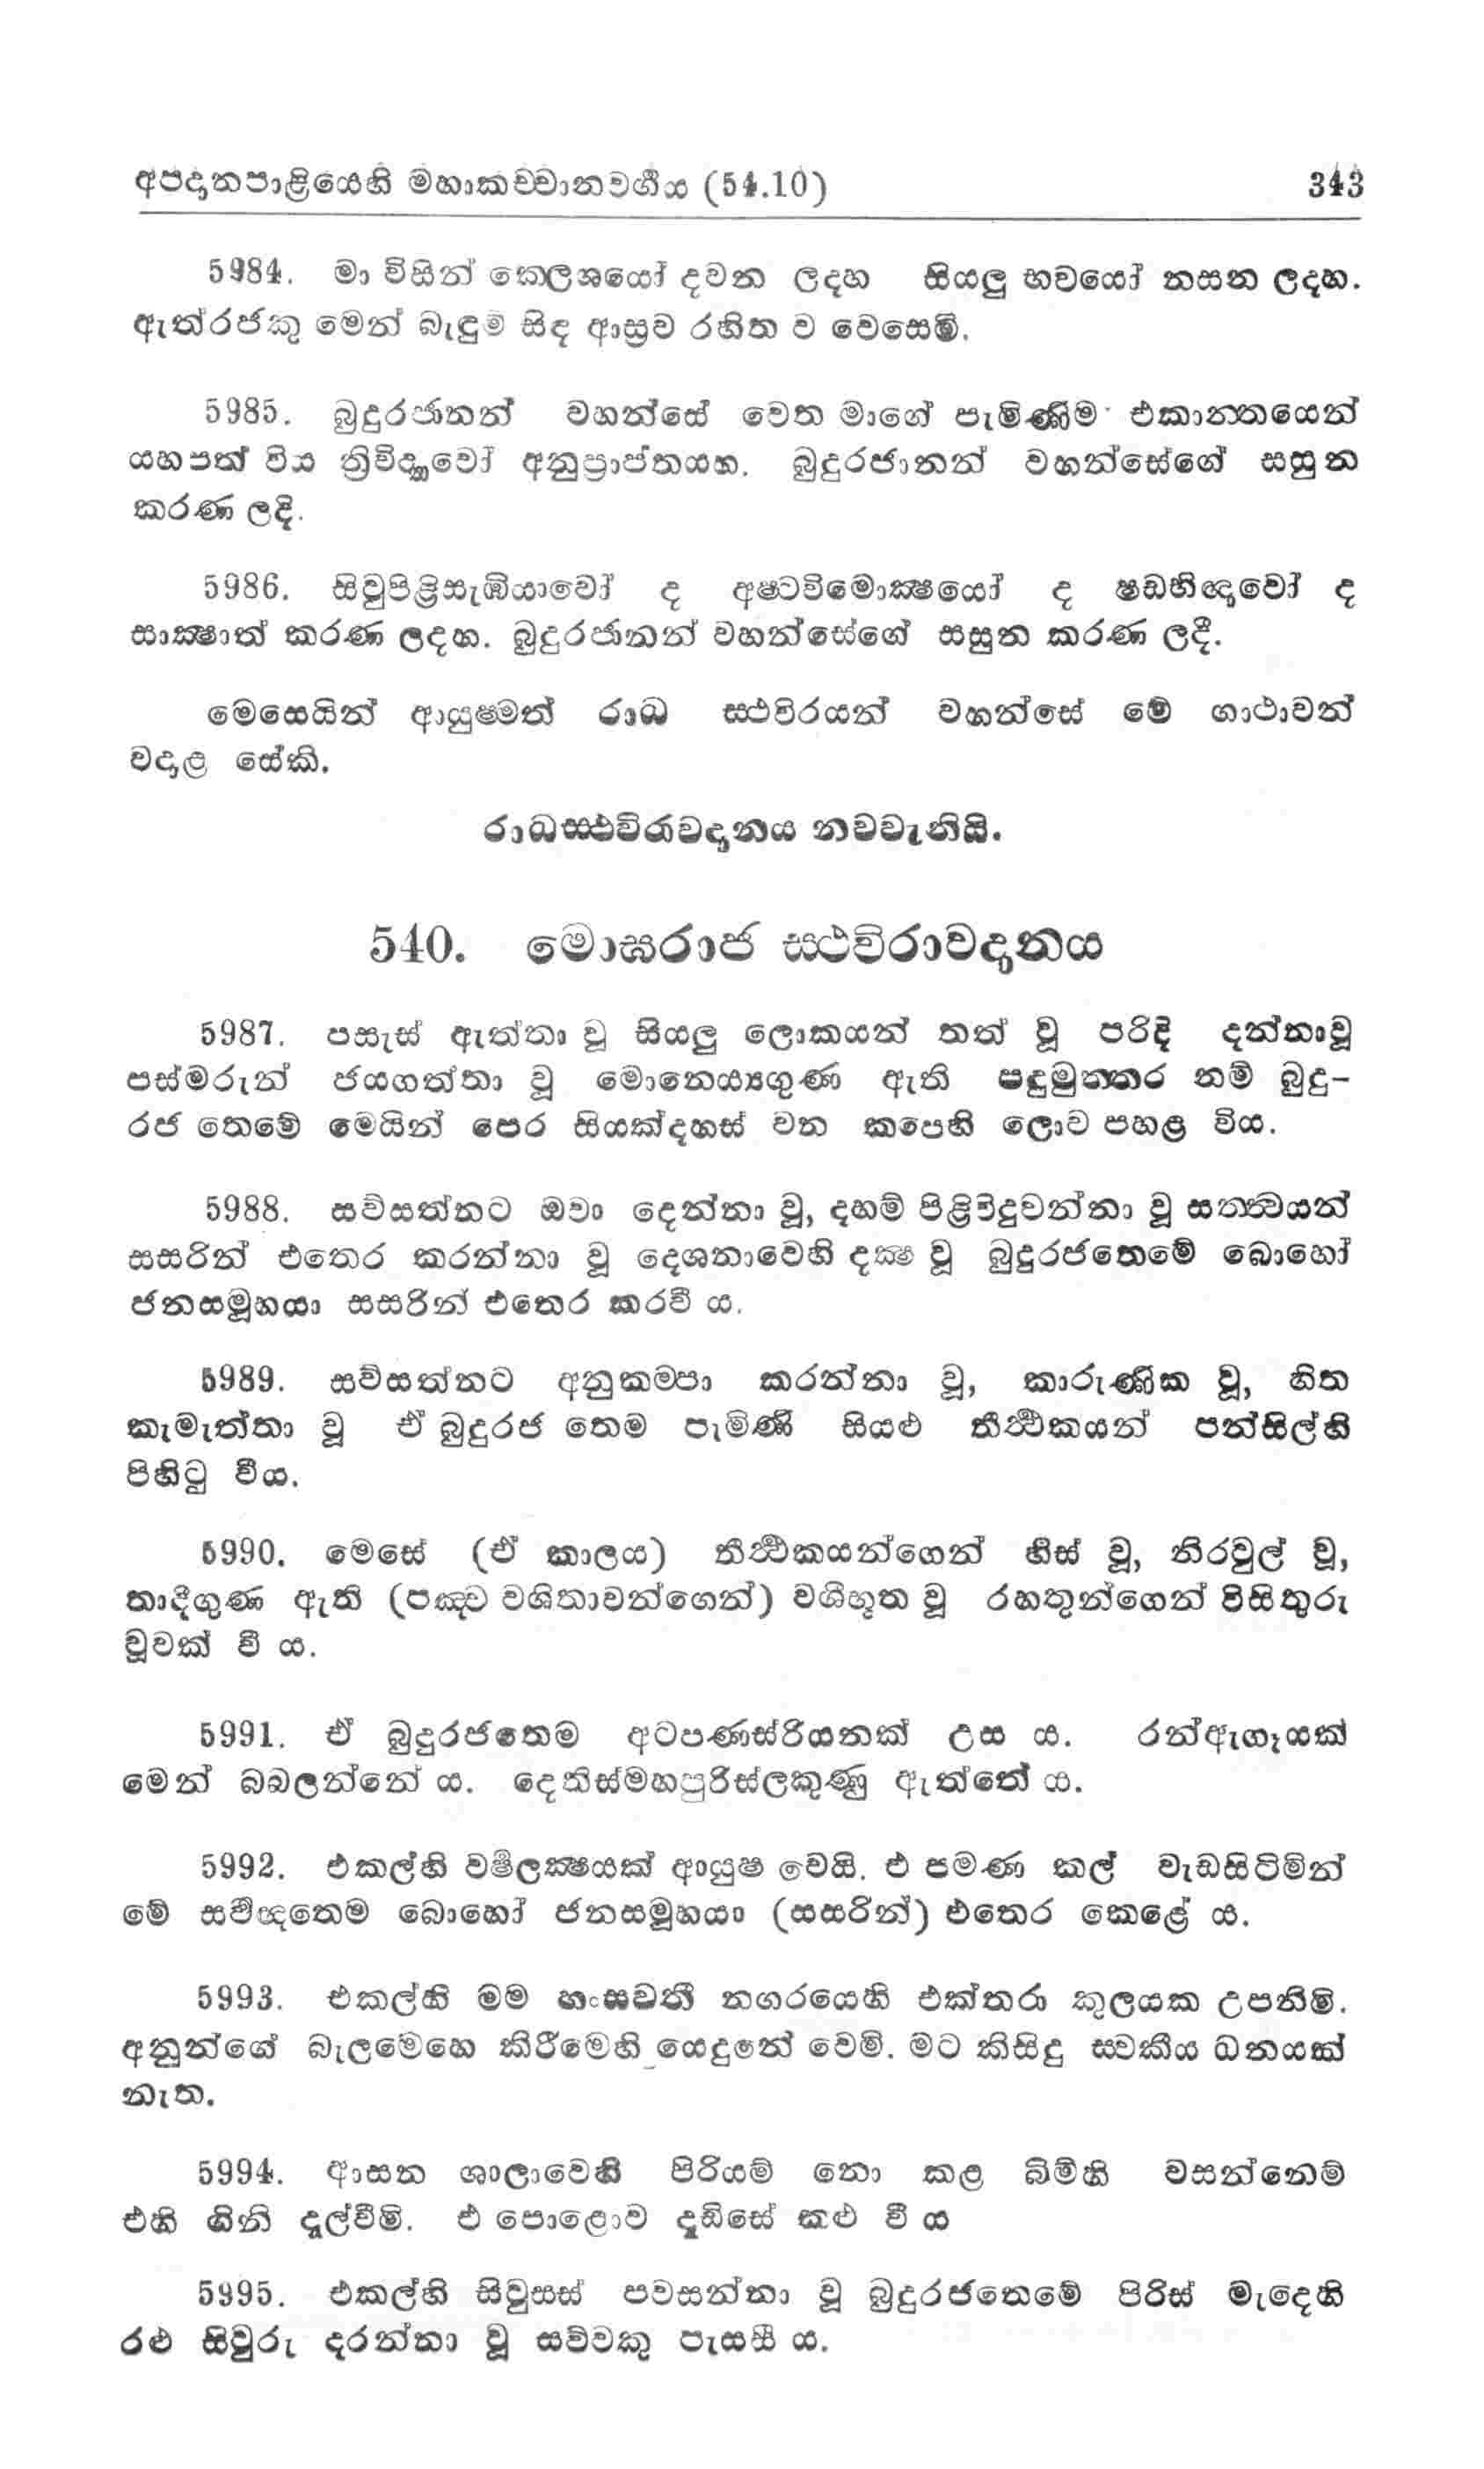 අපදානපාළියෙහි මහාකච්චානවර්ගය (54.10) 343
5984. මා විසින් කෙලශයෝ දවන ලදහ සියලු භවයෝ නසන ලදහ.
ඇත්රජකු මෙන් බැඳුම් සිඳ ආස්‍රව රහිත ව වෙසෙමි.
5985. බුදුරජානන් වහන්සේ වෙත මාගේ පැමිණීම එකාන්තයෙන්
යහපත් විය ත්‍රිවිද්‍යාවෝ අනුප්‍රාප්තයහ. බුදුරජානන් වහන්සේගේ සසුන
කරණ ලදි.
5986. සිවුපිළිසැඹියාවෝ ද අෂ්ටවිමොක්‍ෂයෝ ද ෂඩභිඥාවෝ ද
සාක්‍ෂාත් කරණ ලදහ. බුදුරජානන් වහන්සේගේ සසුන කරණ ලදී.
මෙසෙයින් ආයුෂ්මත් රාධ ස්ථවිරයන් වහන්සේ මේ ගාථාවන්
වදාළ සේකි.
රාධස්ථවිරාවදානය නවවැනියි.
540. මොඝරාජ ස්ථවිරාවදානය
5987. පසැස් ඇත්තා වූ සියලු ලොකයන් තත් වූ පරිදි දන්නාවූ
පස්මරුන් ජයගත්තා වූ මොනෙය්‍යගුණ ඇති පදුමුත්තර නම් බුදු-
රජ තෙමේ මෙයින් පෙර සියක්දහස් වන කපෙහි ලොව පහළ විය.
5988. සව්සත්නට ඔවා දෙන්නා වූ, දහම් පිළිවිදුවන්නා වූ සත්ත්‍වයන්
සසරින් එතෙර කරන්නා වූ දෙශනාවෙහි දක්‍ෂ වූ බුදුරජතෙමේ බොහෝ
ජනසමූහයා සසරින් එතෙර කරවී ය.
5989. සව්සත්නට අනුකම්පා කරන්නා වූ, කාරුණික වූ, හිත
කැමැත්තා වූ ඒ බුදුරජ තෙම පැමිණි සියළු තීර්‍ථකයන් පන්සිල්හි
පිහිටු වීය.
5990. මෙසේ (ඒ කාලය) තීර්‍ථකයන්ගෙන් හිස් වූ, නිරවුල් වූ,
තාදීගුණ ඇති (පඤ්ච වශිතාවන්ගෙන්) වශීභූත වූ රහතුන්ගෙන් විසිතුරු
වූවක් වී ය.
5991. ඒ බුදුරජතෙම අටපණස්රියනක් උස ය. රන්ඇගෑයක්
මෙන් බබලන්නේ ය. දෙතිස්මහපුරිස්ලකුණු ඇත්තේ ය.
5992. එකල්හි වර්ෂලක්‍ෂයක් ආයුෂ වෙයි. එ පමණ කල් වැඩසිටිමින්
මේ සර්‍වඥතෙම බොහෝ ජනසමූහයා (සසරින්) එතෙර කෙළේ ය.
5993. එකල්හි මම හංසවතී නගරයෙහි එක්තරා කුලයක උපනිමි.
අනුන්ගේ බැලමෙහෙ කිරීමෙහි යෙදුනේ වෙමි. මට කිසිදු ස්වකීය ධනයක්
නැත.
5994. ආසන ශාලාවෙහි පිරියම් නො කළ බිම්හි වසන්නෙම්
එහි ගිනි දැල්වීමි. එ පොළොව දුඹිසේ කළු වී ය
5995. එකල්හි සිවුසස් පවසන්නා වූ බුදුරජතෙමේ පිරිස් මැදෙහි
රළු සිවුරු දරන්නා වූ සව්වකු පැසසී ය.